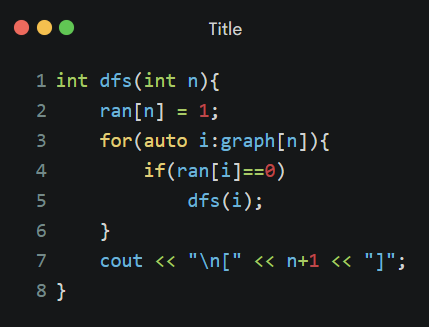 Title
1 int dfs(int n){
2     ran[n] = 1;
3     for(auto i:graph[n]){
4         if(ran[i]==0)
5             dfs(i);
6     }
7     cout << "\n[" << n+1 << "]";
8 }